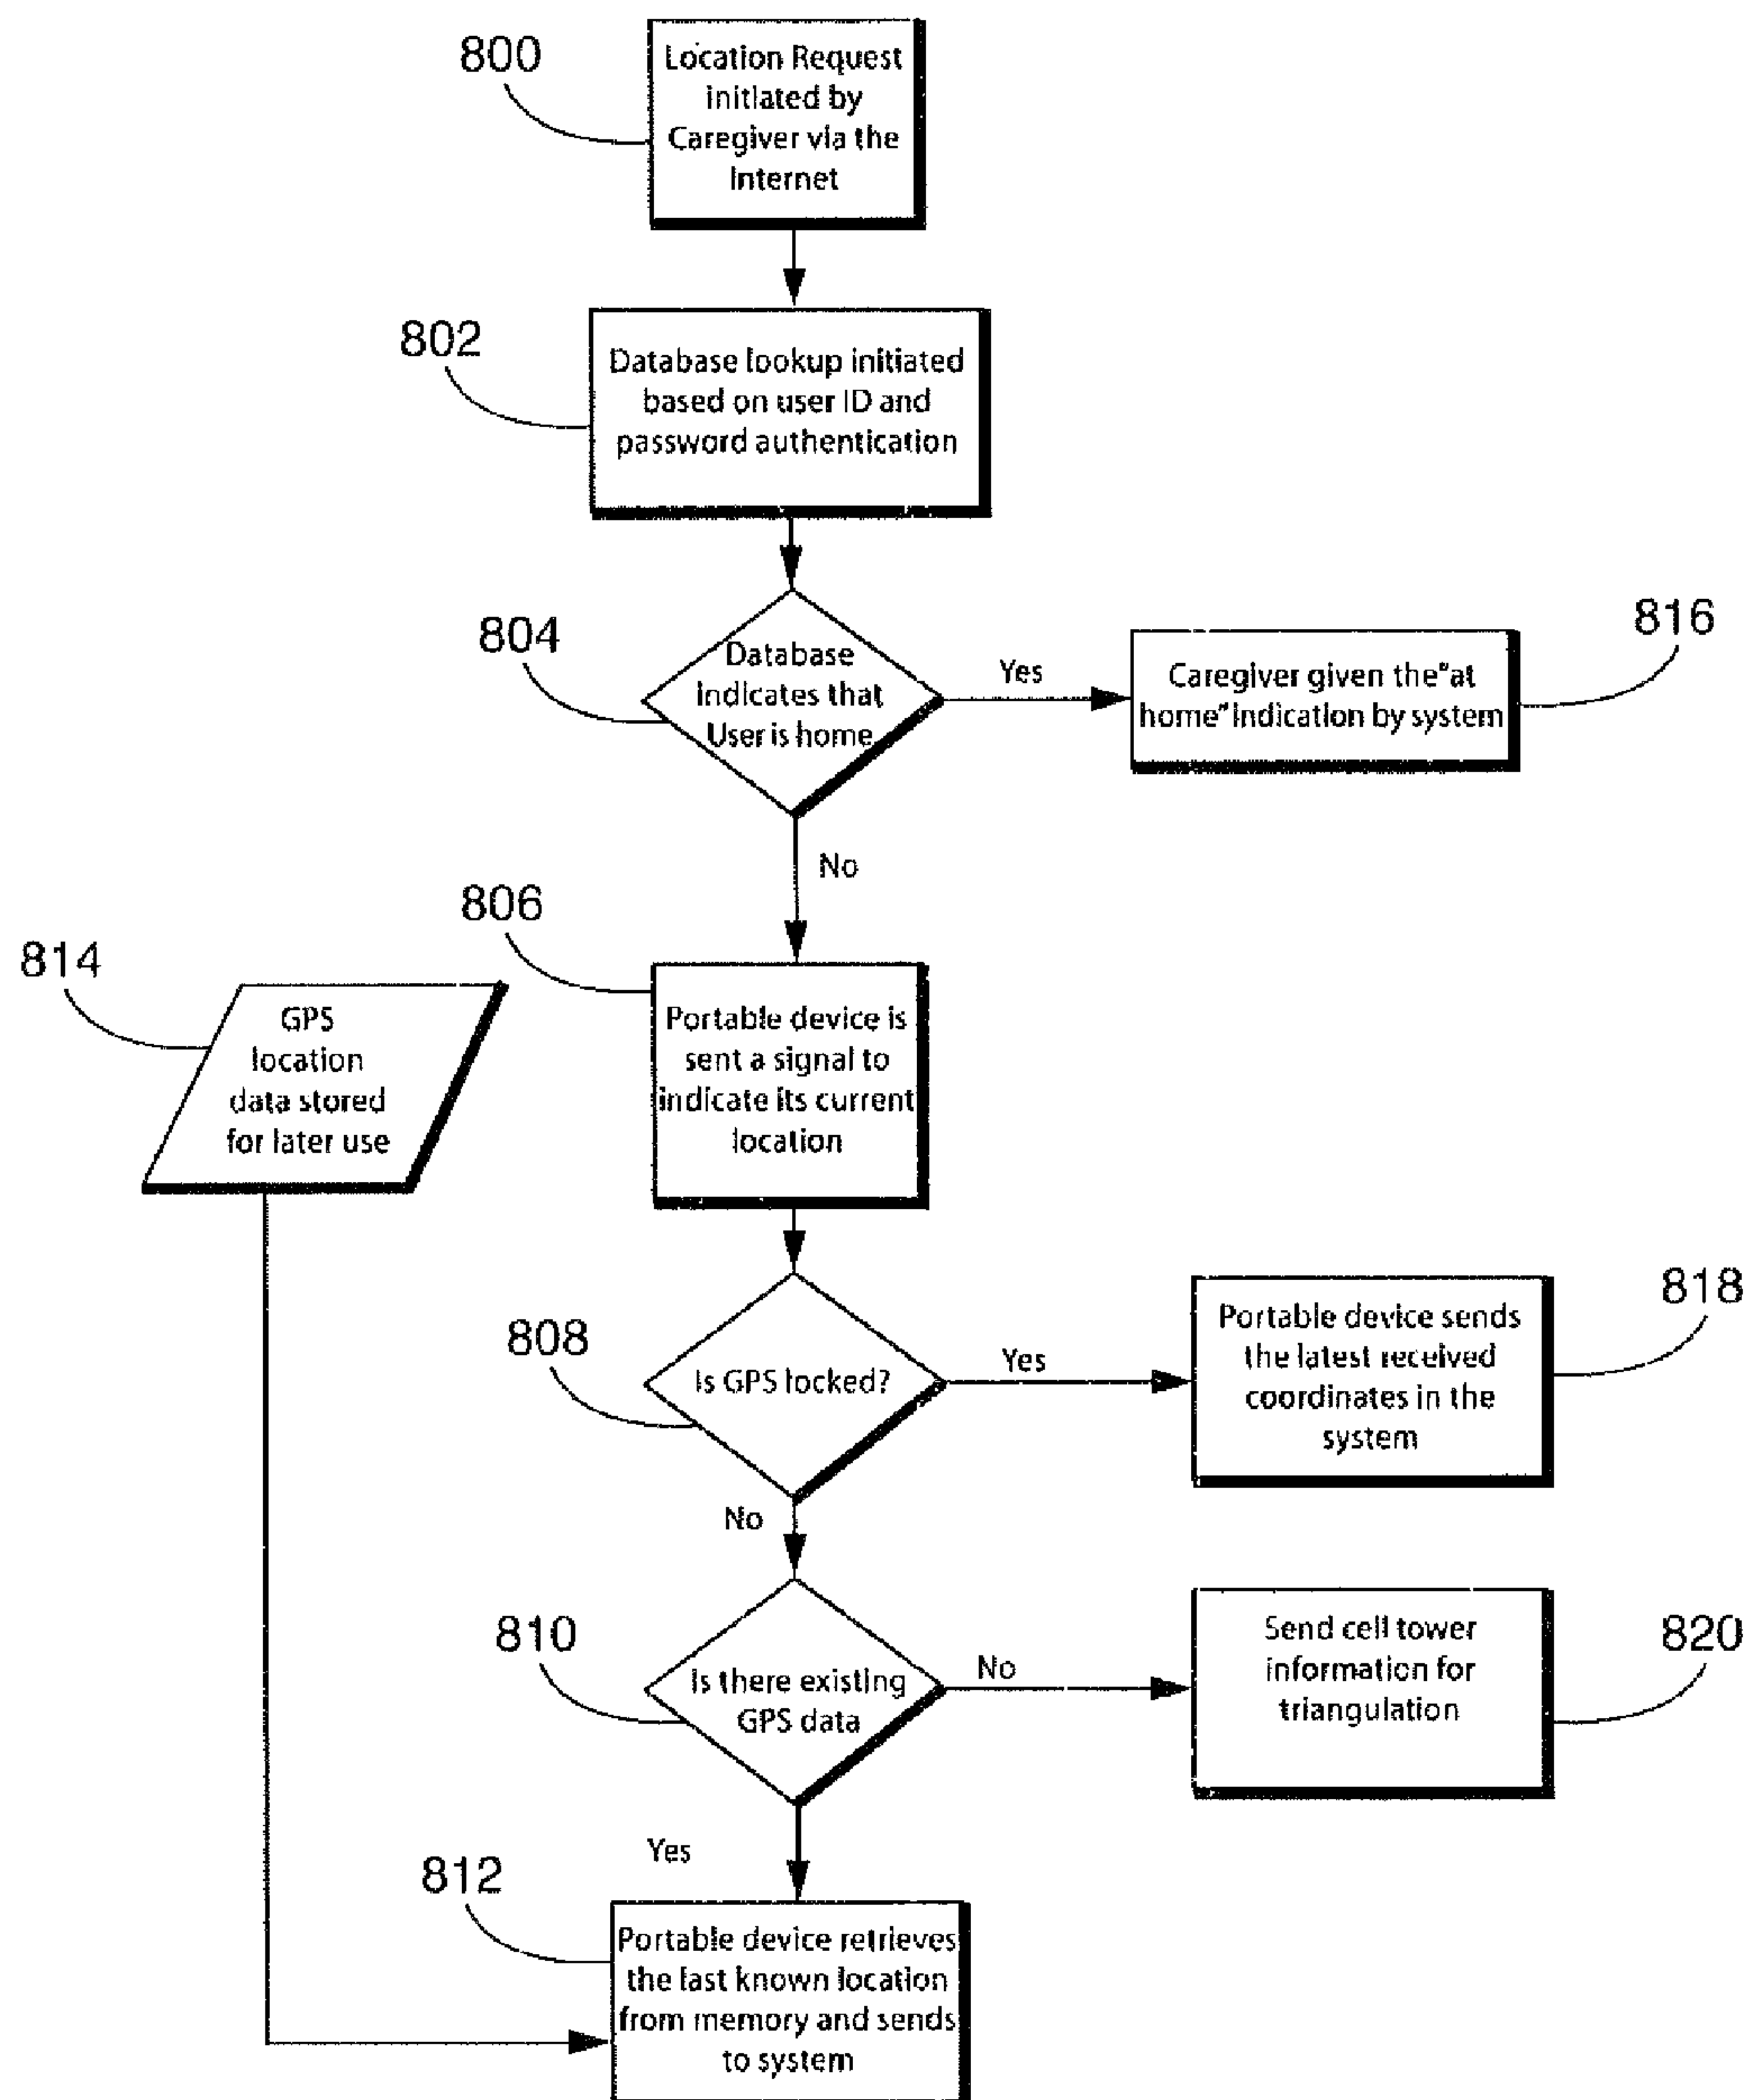 800
Location Request
initiated by
Caregiver via the
Internet
802
Database lookup initiated
based on user ID and
password authentication
804
Database
indicates that
User is home
Yes
816
Caregiver given the "at
home" indication by system
No
806
Portable device is
sent a signal to
indicate its current
location
814
GPS
location
data stored
for later use
808
Is GPS locked?
Yes
818
Portable device sends
the latest received
coordinates in the
system
No
810
Is there existing
GPS data
No
820
Send cell tower
information for
triangulation
Yes
812
Portable device retrieves
the last known location
from memory and sends
to system